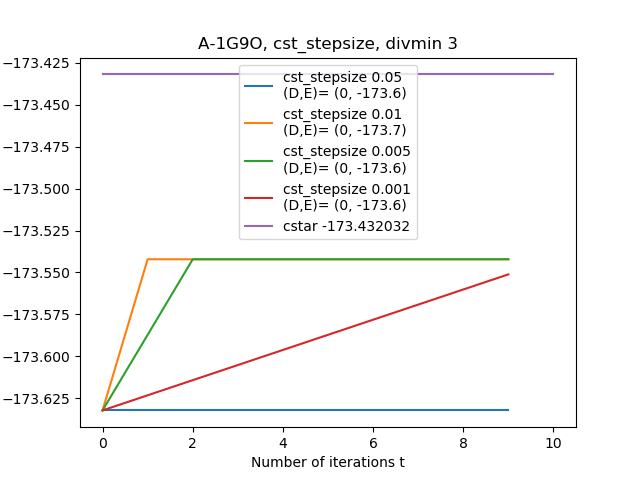 A-1G9O, cst_stepsize, divmin 3
−173.425
−173.450
−173.475
−173.500
−173.525
−173.550
−173.575
−173.600
−173.625
cst_stepsize 0.05
(D,E)= (0, -173.6)
cst_stepsize 0.01
(D,E)= (0, -173.7)
cst_stepsize 0.005
(D,E)= (0, -173.6)
cst_stepsize 0.001
(D,E)= (0, -173.6)
cstar -173.432032
0 2 4 6 8 10
Number of iterations t